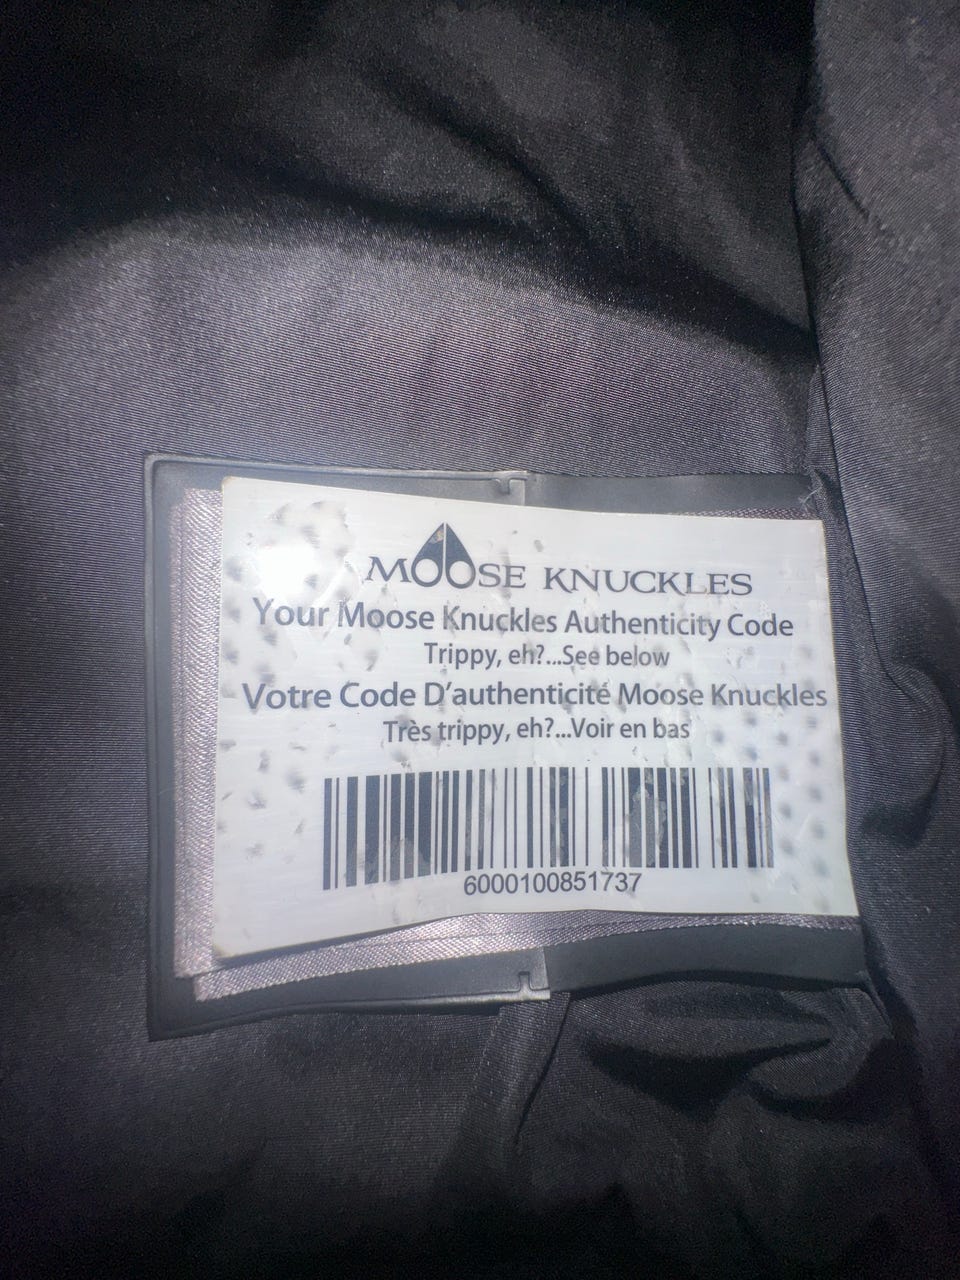 MOOSE KNUCKLES
Your Moose Knuckles Authenticity Code
Trippy, eh?...See below
Votre Code D'authenticité Moose Knuckles
Très trippy, eh?...Voir en bas
6000100851737